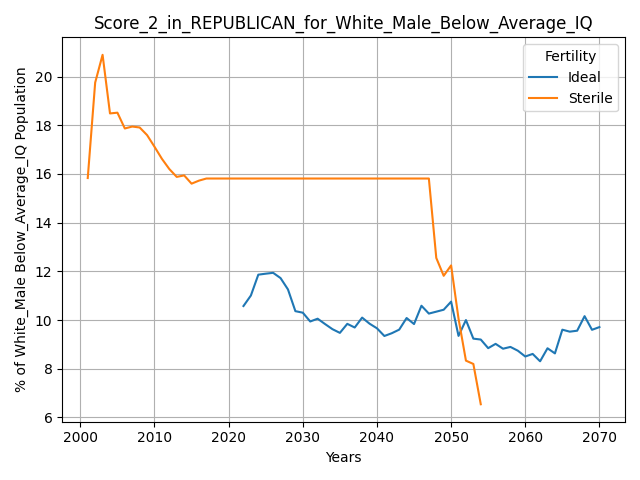 Score_2_in_REPUBLICAN_for_White_Male_Below_Average_IQ
% of White_Male Below_Average_IQ Population
20
18
16
14
12
10
8
6
Fertility
Ideal
Sterile
2000 2010 2020 2030 2040 2050 2060 2070
Years